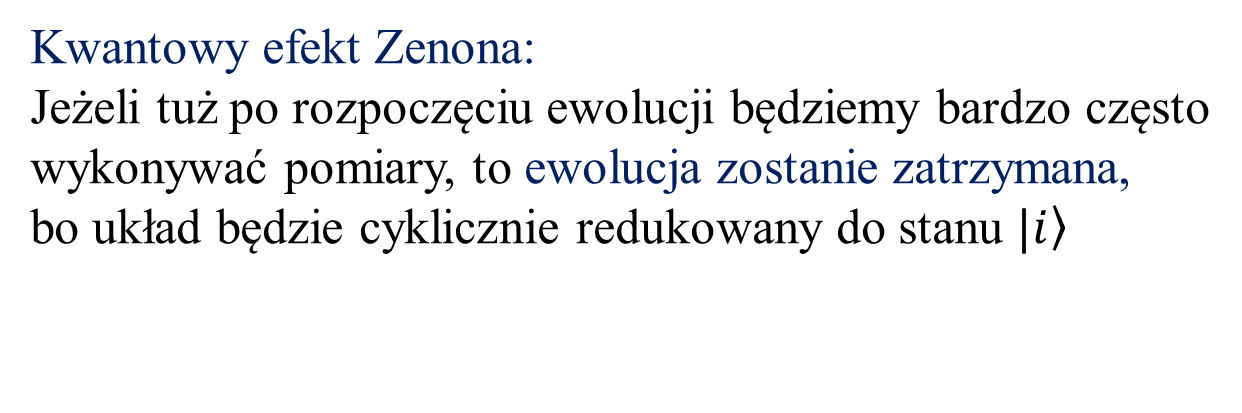 Kwantowy efekt Zenona:
Jeżeli tuż po rozpoczęciu ewolucji będziemy bardzo często
wykonywać pomiary, to ewolucja zostanie zatrzymana,
bo układ będzie cyklicznie redukowany do stanu |i⟩